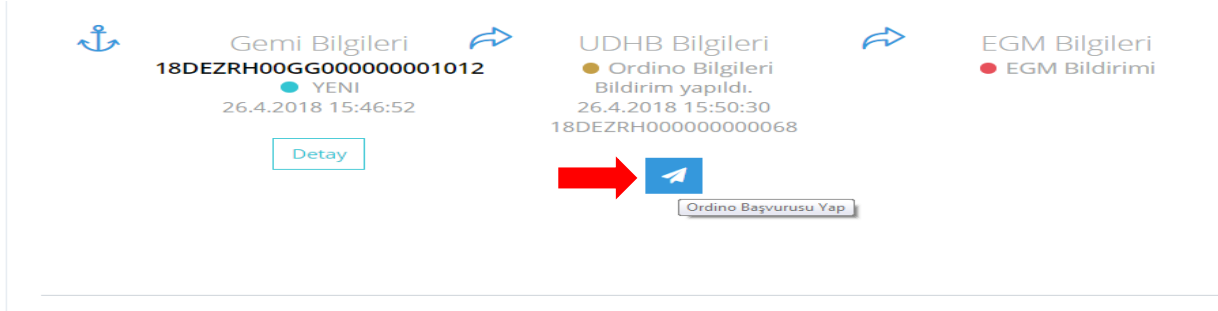 Gemi Bilgileri
18DEZRH00GG000000001012
YENI
26.4.2018 15:46:52
Detay
UDHB Bilgileri
Ordino Bilgileri
Bildirim yapıldı.
26.4.2018 15:50:30
18DEZRH000000000068
Ordino Başvurusu Yap
EGM Bilgileri
EGM Bildirimi